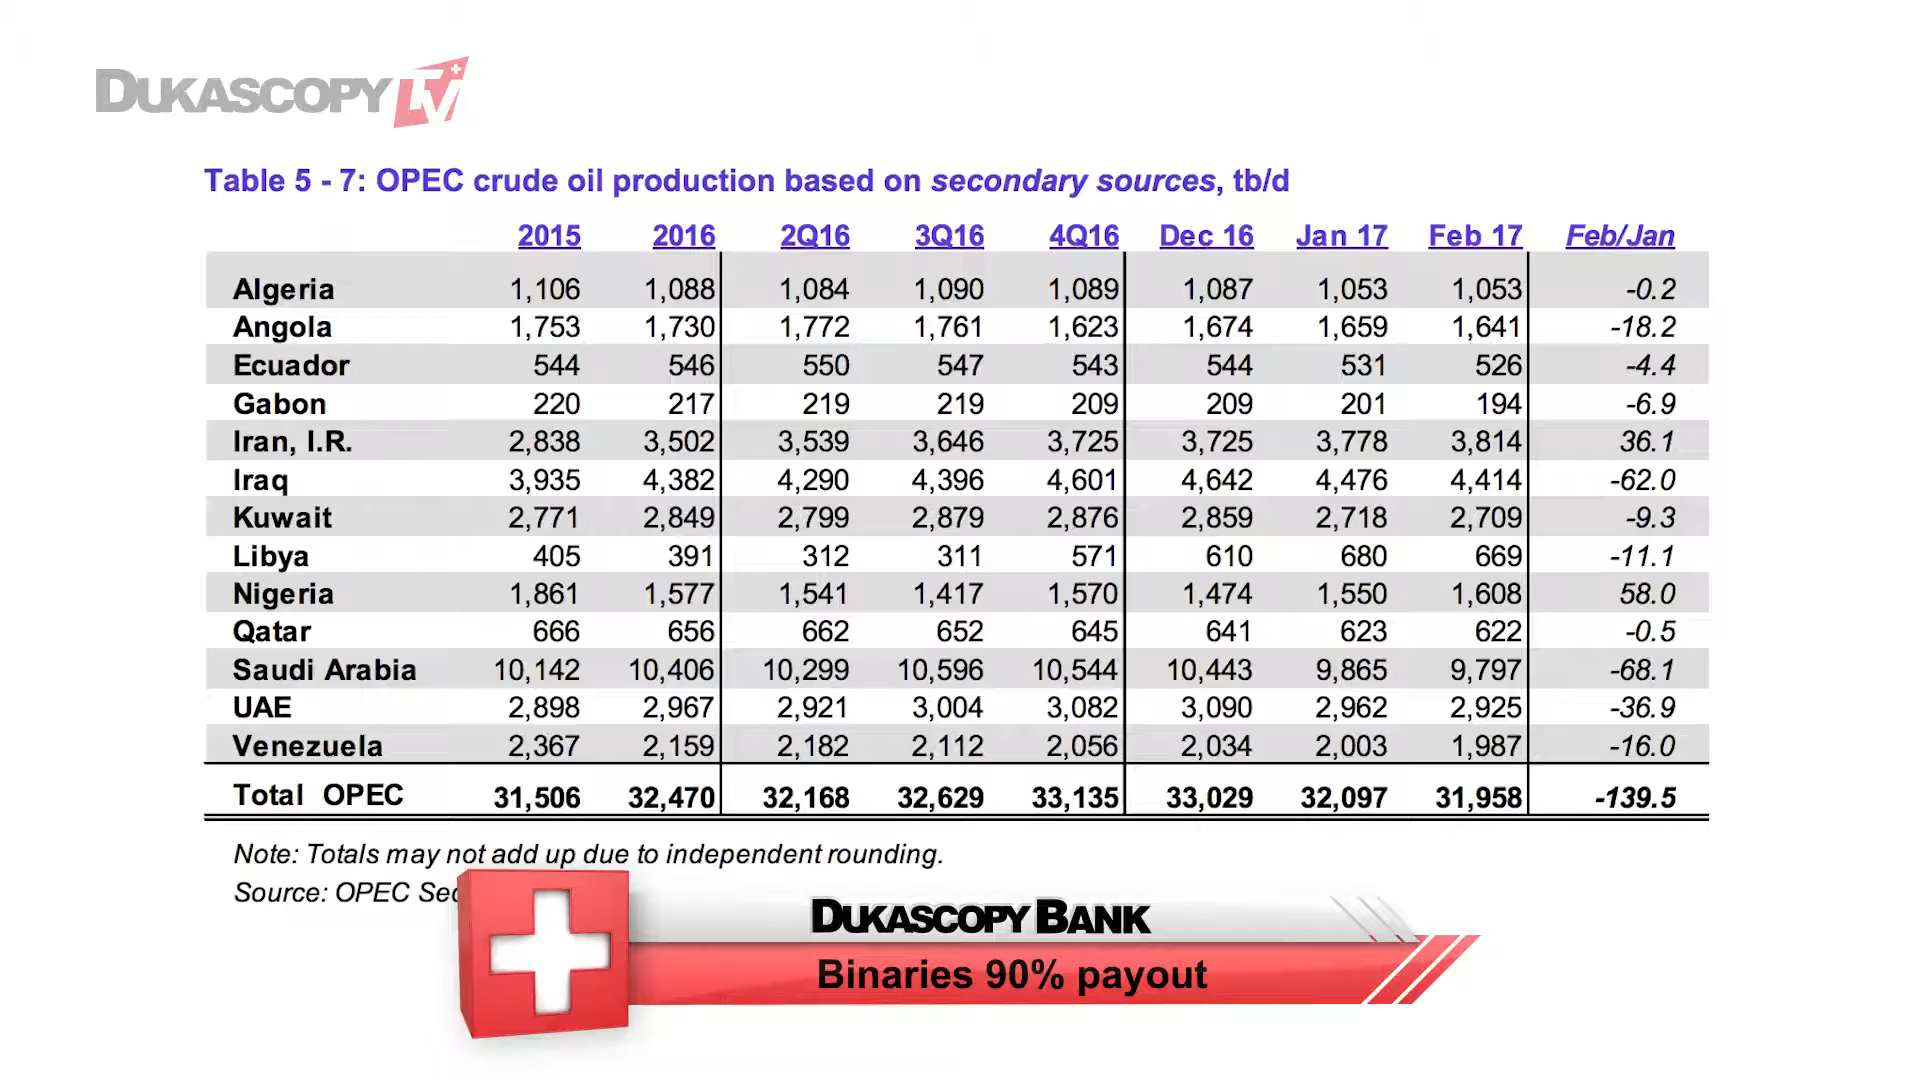 DUKASCOPY TV
Table 5 - 7: OPEC crude oil production based on secondary sources, tb/d
2015 2016 2Q16 3Q16 4Q16 Dec 16 Jan 17 Feb 17 Feb/Jan
Algeria 1,106 1,088 1,084 1,090 1,089 1,087 1,053 1,053 -0.2
Angola 1,753 1,730 1,772 1,761 1,623 1,674 1,659 1,641 -18.2
Ecuador 544 546 550 547 543 544 531 526 -4.4
Gabon 220 217 219 219 209 209 201 194 -6.9
Iran, I.R. 2,838 3,502 3,539 3,646 3,725 3,725 3,778 3,814 36.1
Iraq 3,935 4,382 4,290 4,396 4,601 4,642 4,476 4,414 -62.0
Kuwait 2,771 2,849 2,799 2,879 2,876 2,859 2,718 2,709 -9.3
Libya 405 391 312 311 571 610 680 669 -11.1
Nigeria 1,861 1,577 1,541 1,417 1,570 1,474 1,550 1,608 58.0
Qatar 666 656 662 652 645 641 623 622 -0.5
Saudi Arabia 10,142 10,406 10,299 10,596 10,544 10,443 9,865 9,797 -68.1
UAE 2,898 2,967 2,921 3,004 3,082 3,090 2,962 2,925 -36.9
Venezuela 2,367 2,159 2,182 2,112 2,056 2,034 2,003 1,987 -16.0
Total OPEC 31,506 32,470 32,168 32,629 33,135 33,029 32,097 31,958 -139.5
Note: Totals may not add up due to independent rounding.
Source: OPEC
DUKASCOPY BANK
Binaries 90% payout